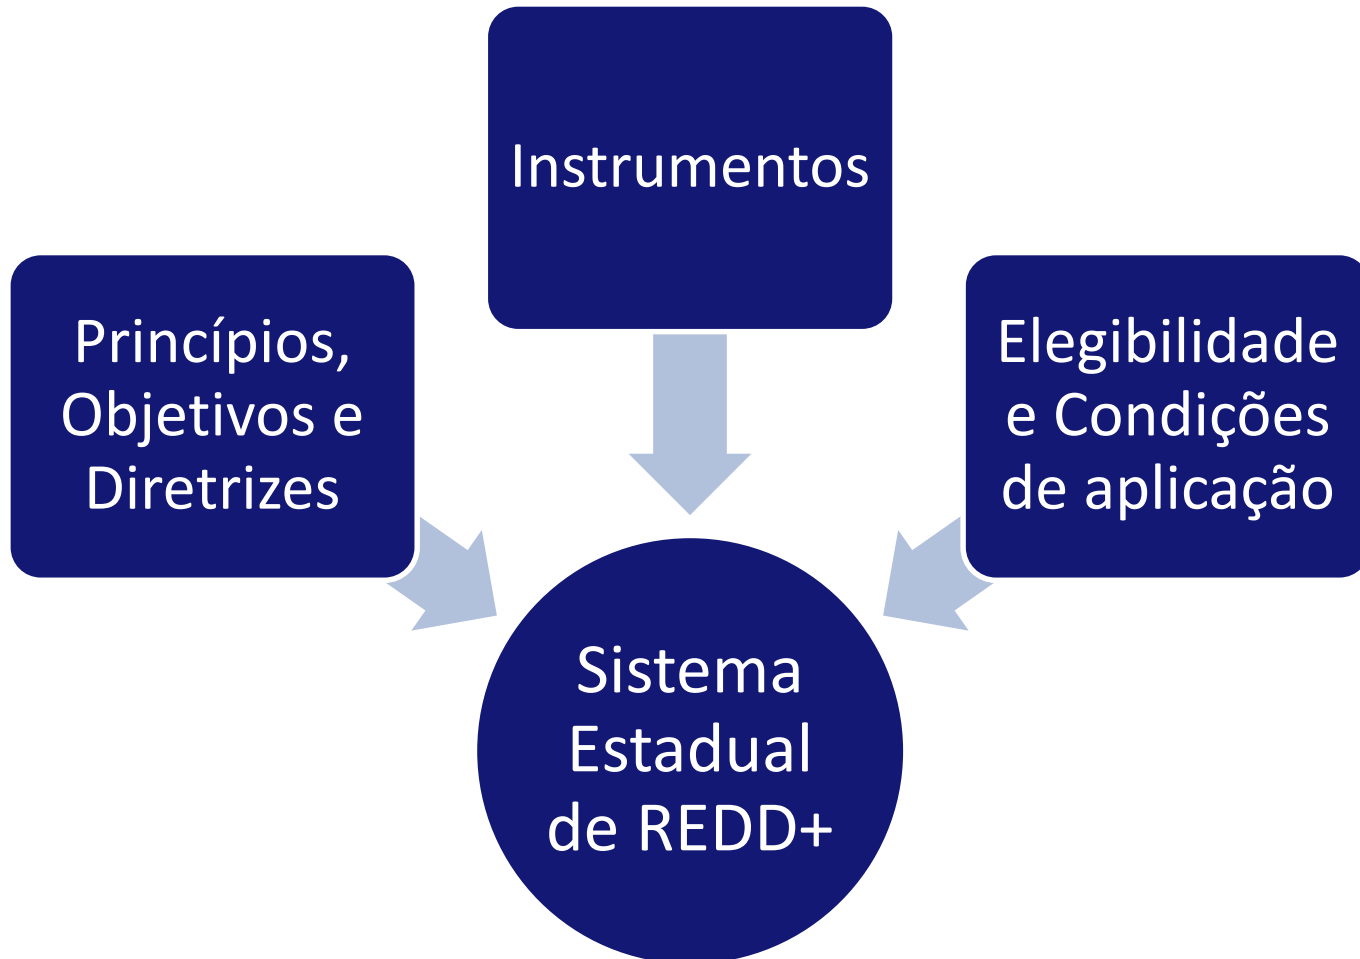 Instrumentos
Princípios,
Objetivos e
Diretrizes
Elegibilidade
e Condições
de aplicação
Sistema
Estadual
de REDD+